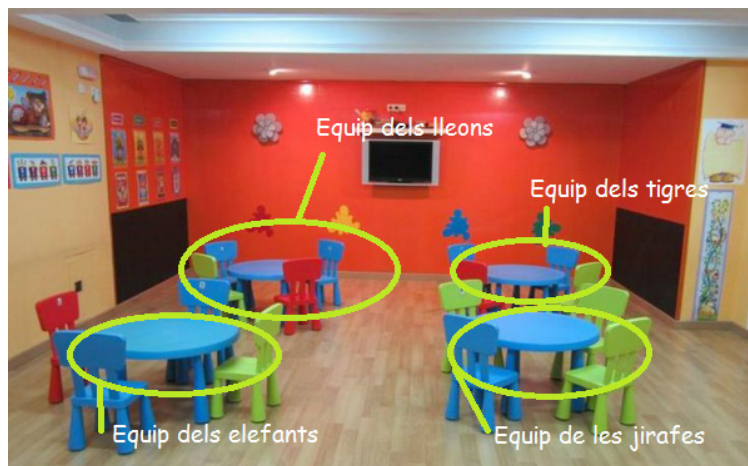 Equip dels lleons
Equip dels tigres
Equip dels elefants
Equip de les jirafes